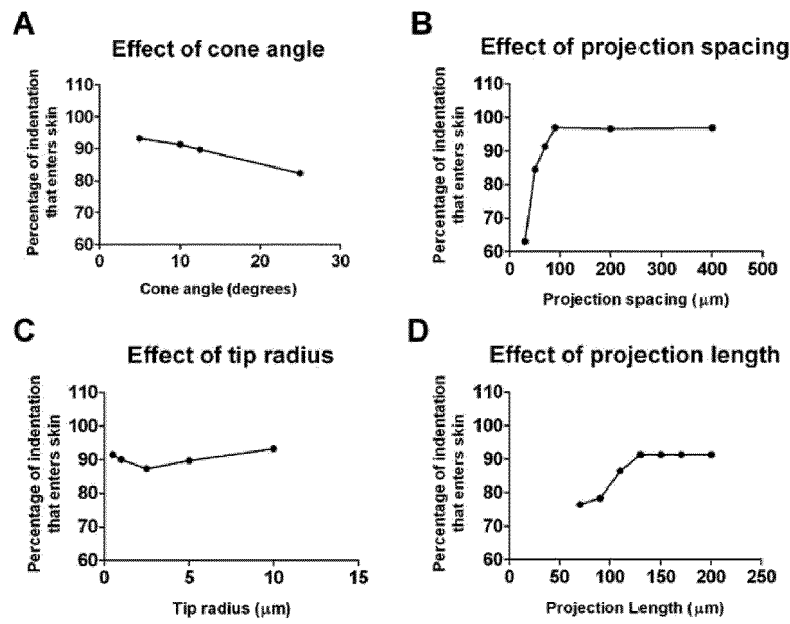 A
Effect of cone angle
Percentage of indentation
that enters skin
110
100
90
80
70
60
0
10
20
30
Cone angle (degrees)
B
Effect of projection spacing
Percentage of indentation
that enters skin
110
100
90
80
70
60
0
100
200
300
400
500
Projection spacing (μm)
C
Effect of tip radius
Percentage of indentation
that enters skin
110
100
90
80
70
60
0
5
10
15
Tip radius (μm)
D
Effect of projection length
Percentage of indentation
that enters skin
110
100
90
80
70
60
0
50
100
150
200
250
Projection Length (μm)